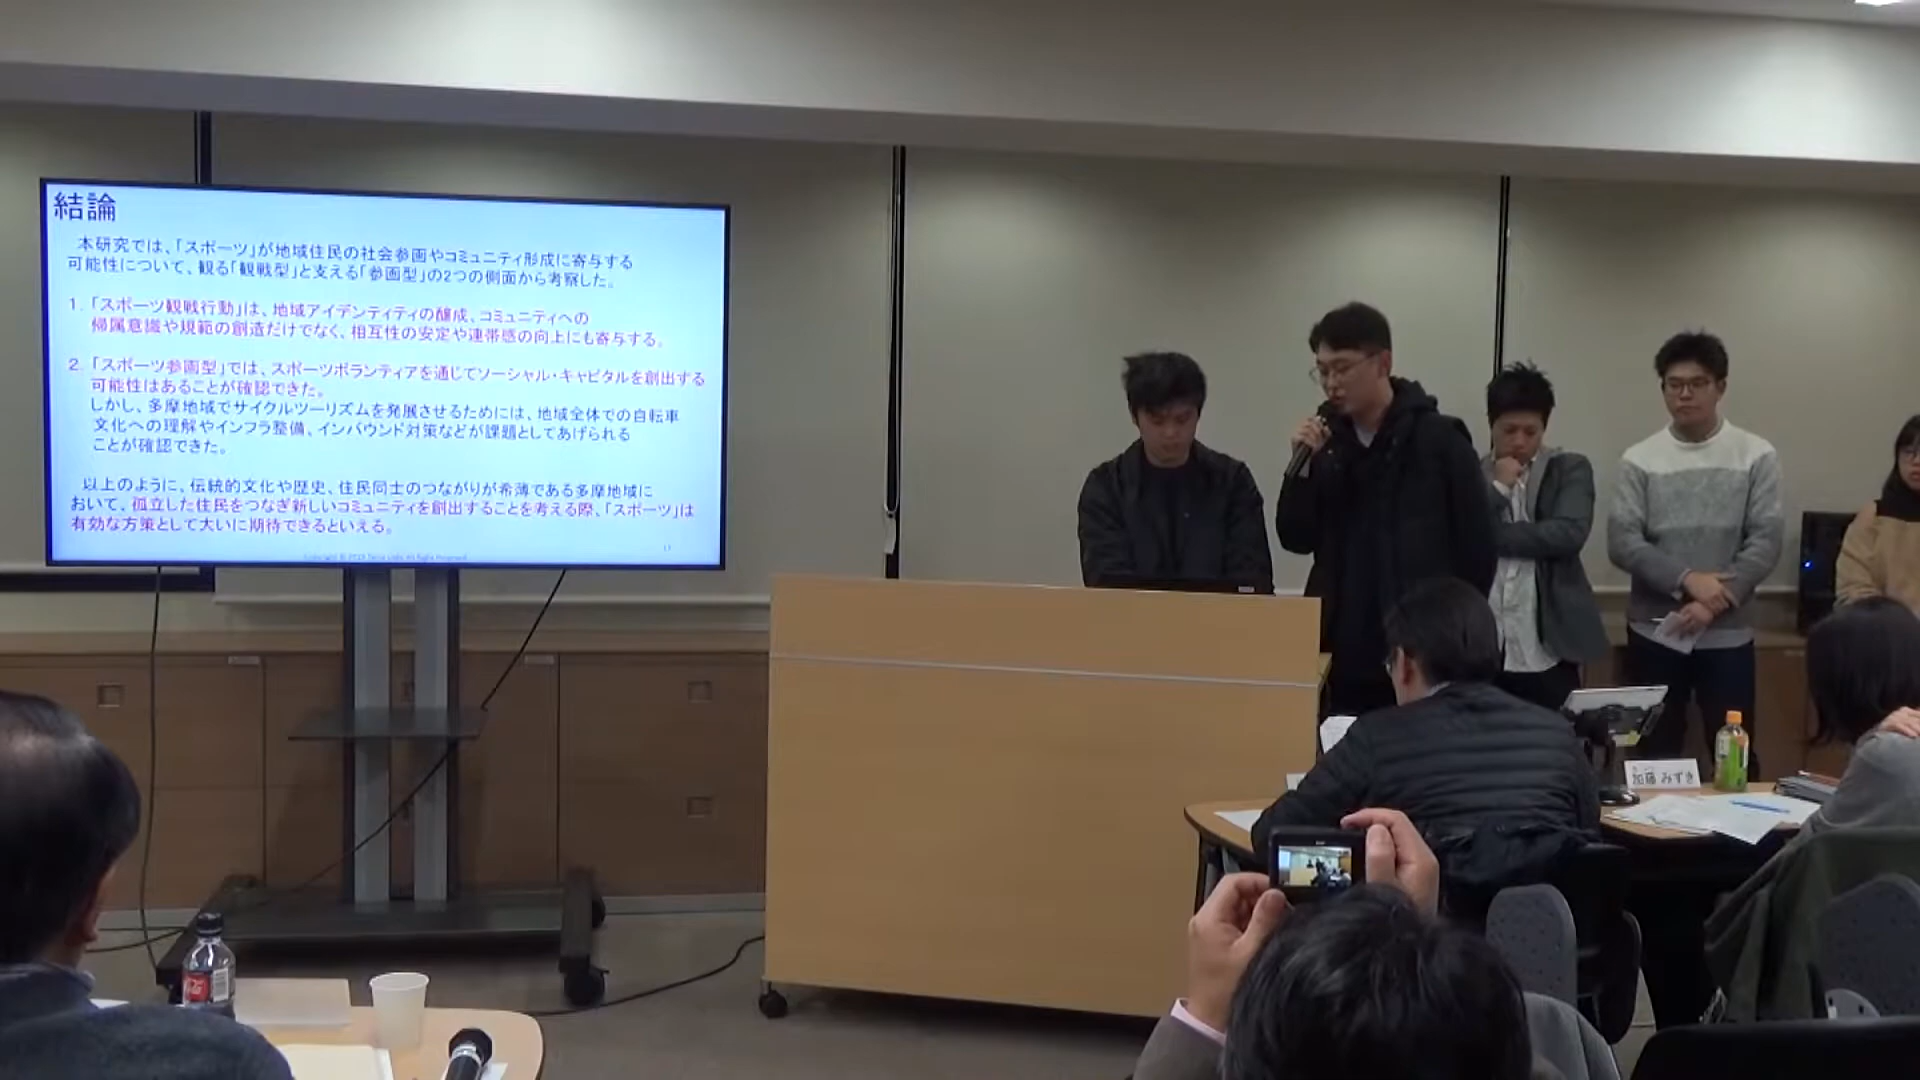 結論
本研究では、「スポーツ」が地域住民の社会参画やコミュニティ形成に寄与する
可能性について、観る「観戦型」と支える「参画型」の2つの側面から考察した。
1. 「スポーツ観戦行動」は、地域アイデンティティの醸成、コミュニティへの
帰属意識や規範の創造だけでなく、相互性の安定や連帯感の向上にも寄与する。
2. 「スポーツ参画型」では、スポーツボランティアを通じてソーシャル・キャピタルを創出する
可能性はあることが確認できた。
しかし、多摩地域でサイクルツーリズムを発展させるためには、地域全体での自転車
文化への理解やインフラ整備、インバウンド対策などが課題としてあげられる
ことが確認できた。
以上のように、伝統的文化や歴史、住民同士のつながりが希薄である多摩地域に
おいて、孤立した住民をつなぎ新しいコミュニティを創出することを考える際、「スポーツ」は
有効な方策として大いに期待できるといえる。
加藤 みずき